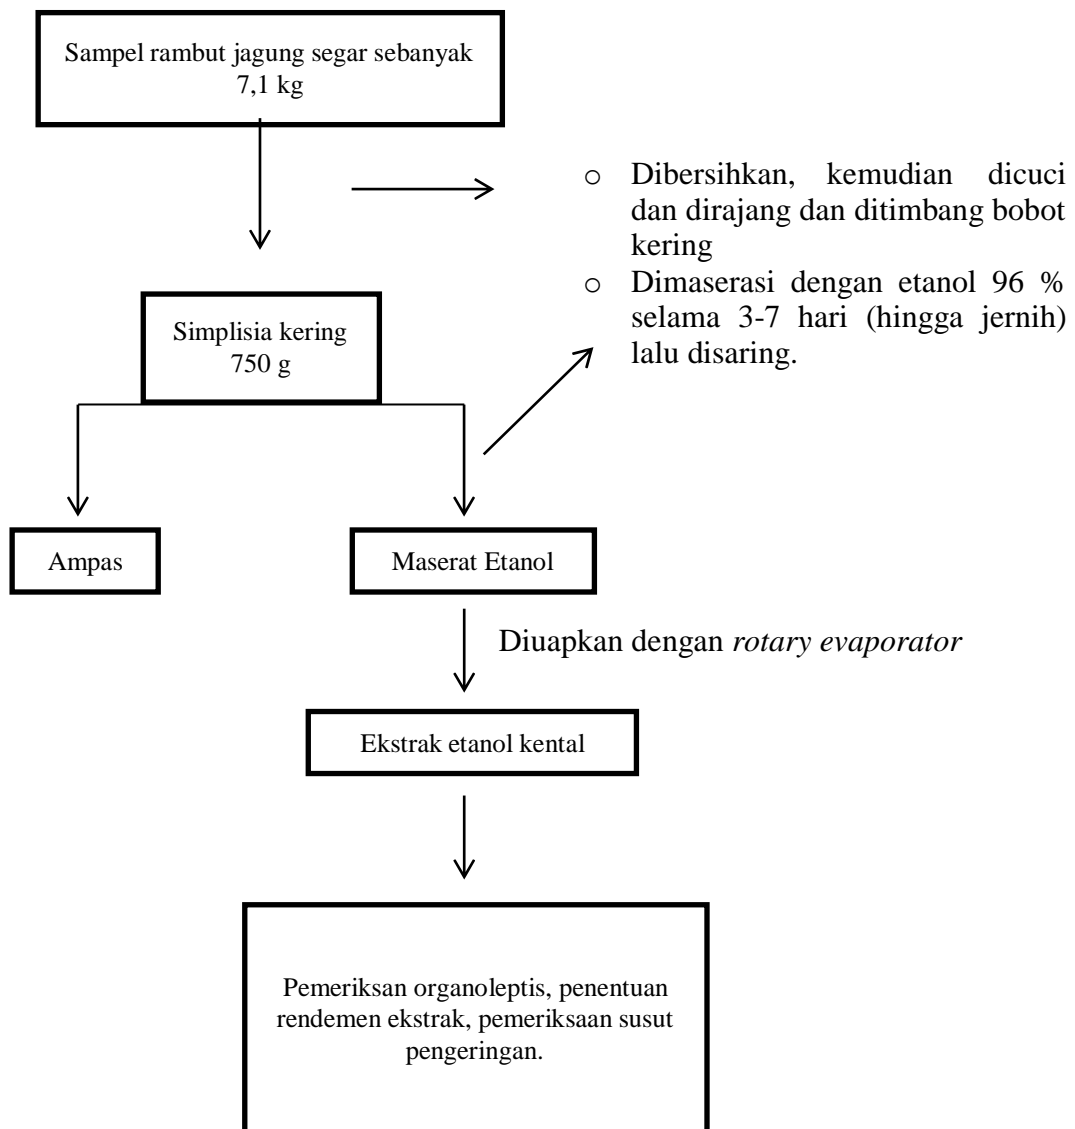 Sampel rambut jagung segar sebanyak
7,1 kg
o Dibersihkan, kemudian dicuci
dan dirajang dan ditimbang bobot
kering
o Dimaserasi dengan etanol 96 %
selama 3-7 hari (hingga jernih)
lalu disaring.
Simplisia kering
750 g
Ampas
Maserat Etanol
Diuapkan dengan rotary evaporator
Ekstrak etanol kental
Pemeriksan organoleptis, penentuan
rendemen ekstrak, pemeriksaan susut
pengeringan.